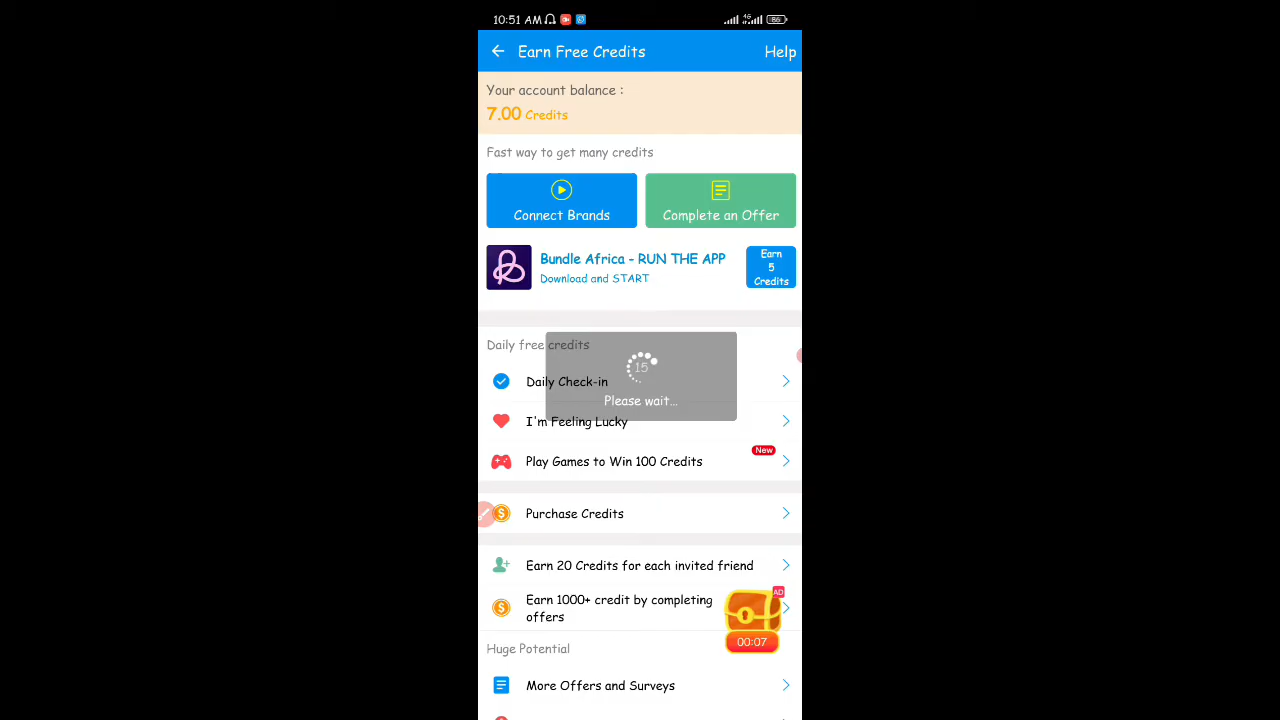 10:51 AM
4G
86
Earn Free Credits
Help
Your account balance :
7.00 Credits
Fast way to get many credits
Connect Brands
Complete an Offer
Bundle Africa - RUN THE APP
Download and START
Earn
5
Credits
Daily free credits
15
Daily Check-in
Please wait...
I'm Feeling Lucky
New
Play Games to Win 100 Credits
Purchase Credits
Earn 20 Credits for each invited friend
AD
Earn 1000+ credit by completing
offers
00:07
Huge Potential
More Offers and Surveys